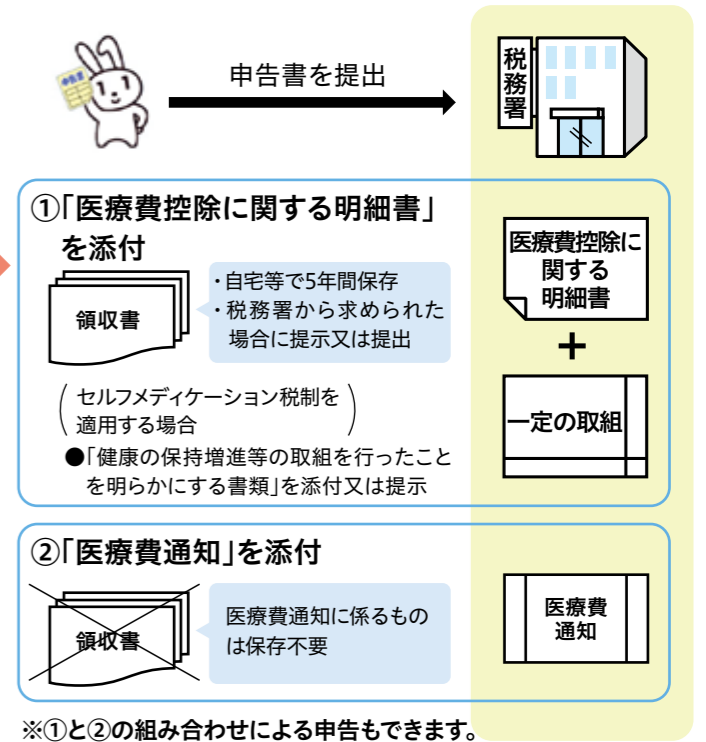 申告書
申告書を提出
税務署
①「医療費控除に関する明細書」
を添付
領収書
・自宅等で5年間保存
・税務署から求められた
場合に提示又は提出
医療費控除に
関する
明細書
+
一定の取組
(セルフメディケーション税制を
適用する場合)
●「健康の保持増進等の取組を行ったこと
を明らかにする書類」を添付又は提示
②「医療費通知」を添付
領収書
医療費通知に係るもの
は保存不要
医療費
通知
※①と②の組み合わせによる申告もできます。